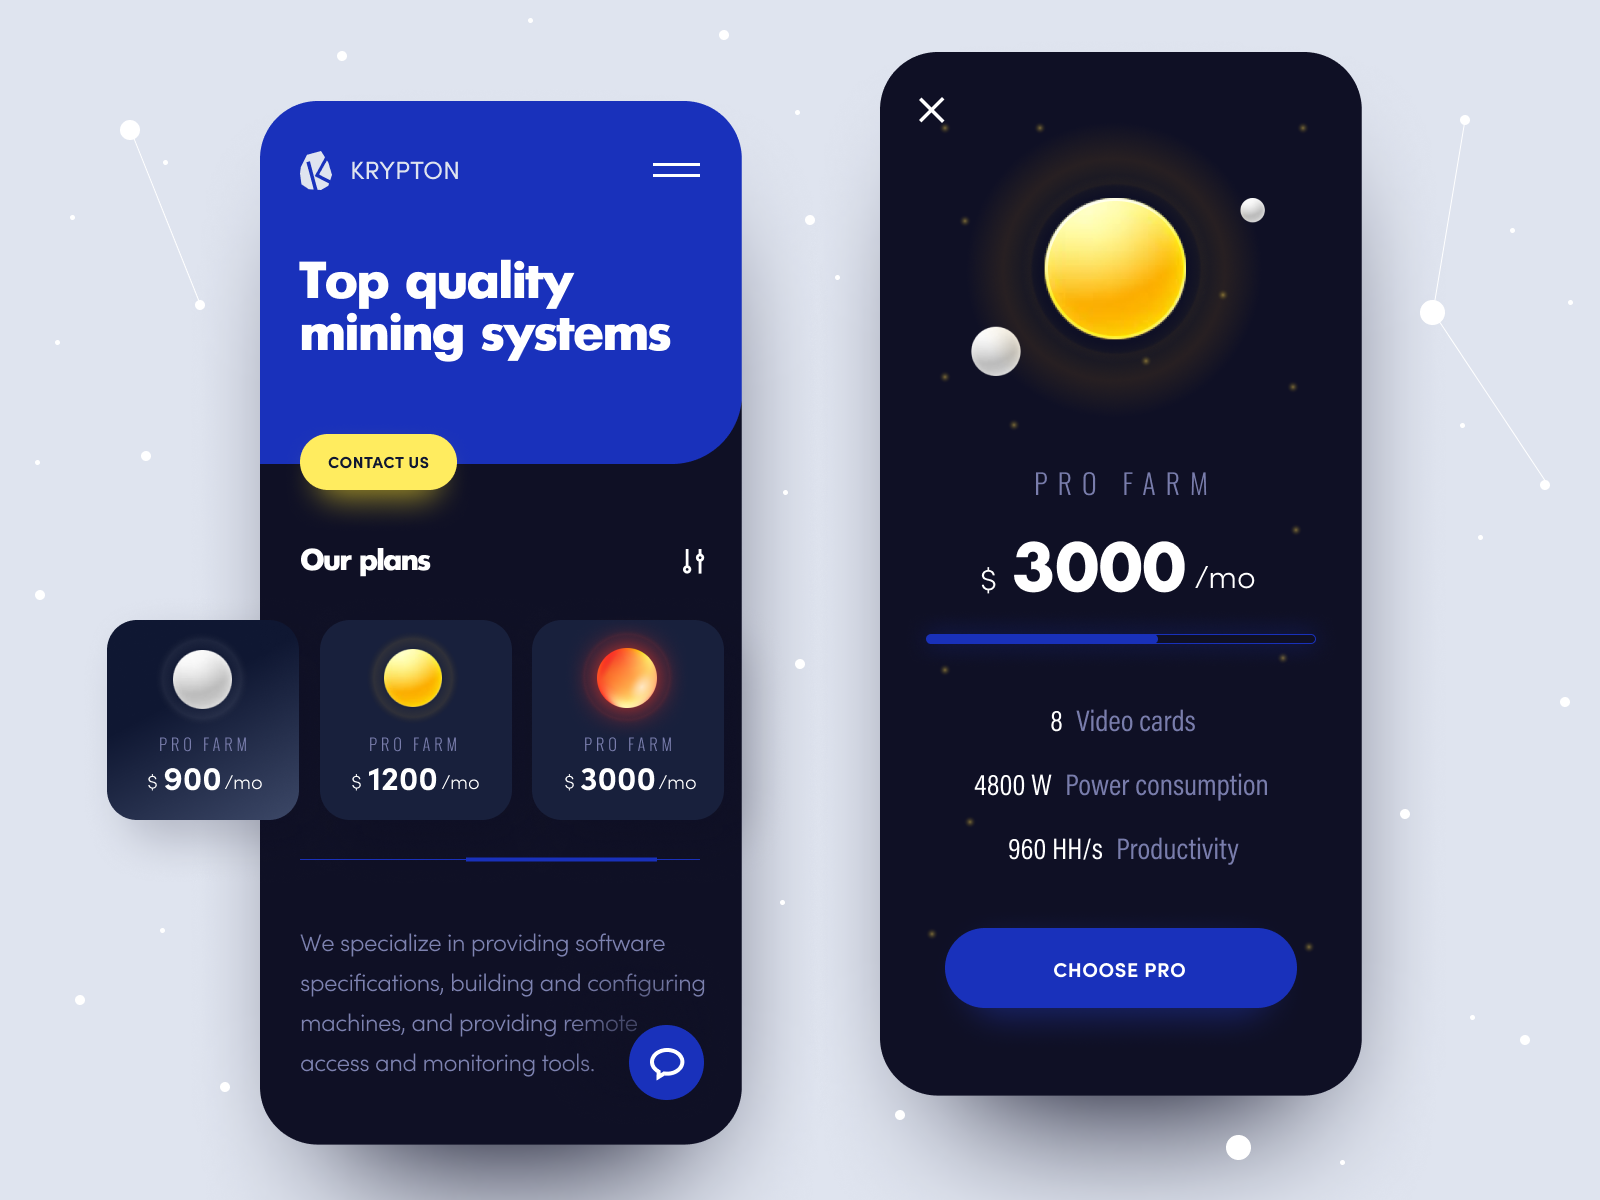 KRYPTON
Top quality
mining systems
CONTACT US
Our plans
PRO FARM
$ 900 /mo
PRO FARM
$ 1200 /mo
PRO FARM
$ 3000 /mo
We specialize in providing software
specifications, building and configuring
machines, and providing remote
access and monitoring tools.
PRO FARM
$ 3000 /mo
8 Video cards
4800 W Power consumption
960 HH/s Productivity
CHOOSE PRO